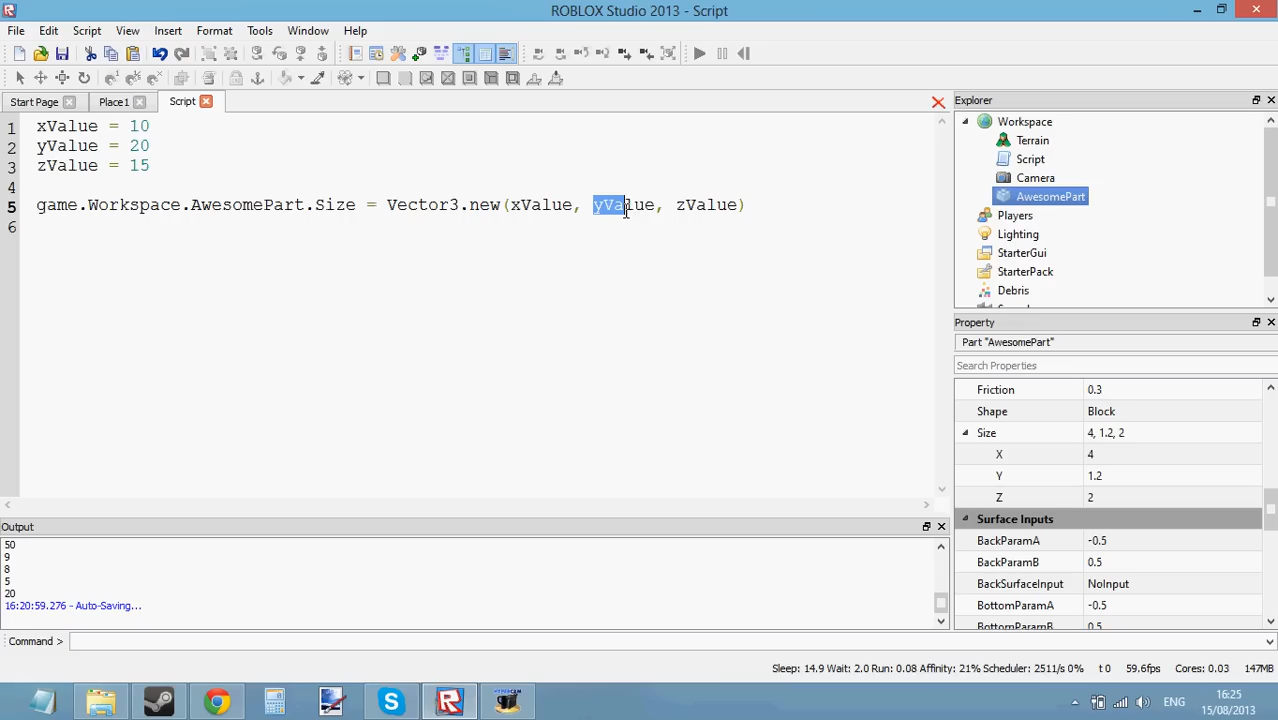 ROBLOX Studio 2013 - Script
File Edit Script View Insert Format Tools Window Help
Start Page Place1 Script
1 xValue = 10
2 yValue = 20
3 zValue = 15
4
5 game.Workspace.AwesomePart.Size = Vector3.new(xValue, yValue, zValue)
6
Explorer
Workspace
Terrain
Script
Camera
AwesomePart
Players
Lighting
StarterGui
StarterPack
Debris
Property
Part "AwesomePart"
Search Properties
Friction 0.3
Shape Block
Size 4, 1.2, 2
X 4
Y 1.2
Z 2
Surface Inputs
BackParamA -0.5
BackParamB 0.5
BackSurfaceInput NoInput
BottomParamA -0.5
BottomParamB 0.5
Output
50
9
8
5
20
16:20:59.276 - Auto-Saving...
Command >
Sleep: 14.9 Wait: 2.0 Run: 0.08 Affinity: 21% Scheduler: 2511/s 0% t 0 59.6fps Cores: 0.03 147MB
ENG
16:25
15/08/2013